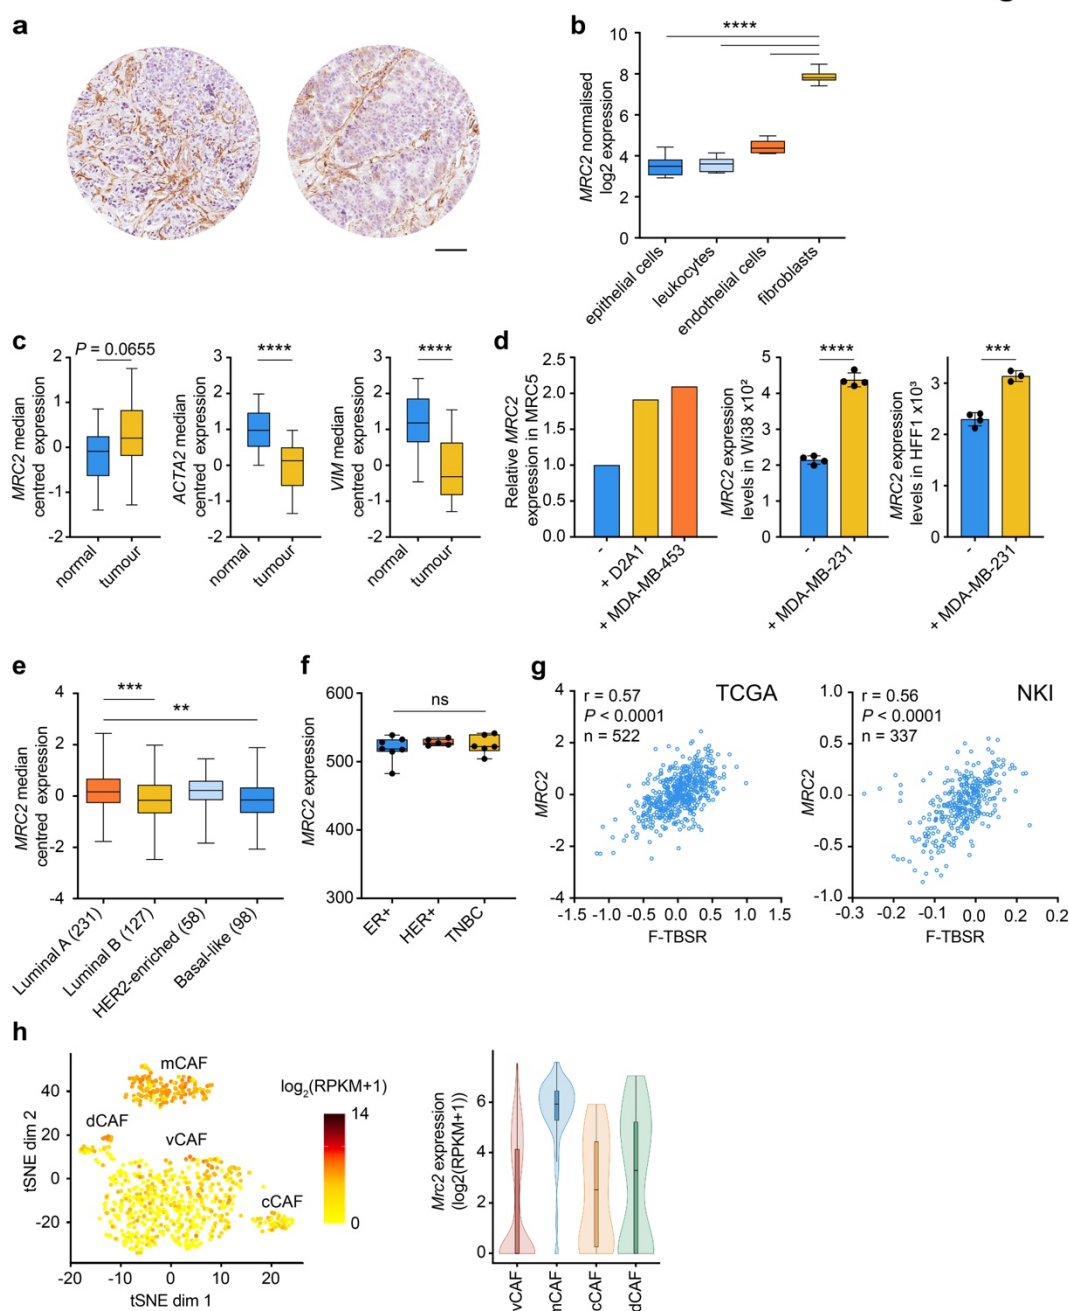 a
b
****
10
8
6
4
2
0
MRC2 normalised
log2 expression
epithelial cells
leukocytes
endothelial cells
fibroblasts
c
P = 0.0655
2
1
0
-1
-2
MRC2 median
centred expression
normal
tumour
****
3
2
1
0
-1
-2
ACTA2 median
centred expression
normal
tumour
****
3
2
1
0
-1
-2
VIM median
centred expression
normal
tumour
d
2.5
2.0
1.5
1.0
0.5
0.0
Relative MRC2
expression in MRC5
-
+ D2A1
+ MDA-MB-453
****
5
4
3
2
1
0
MRC2 expression
levels in Wi38 x10²
-
+ MDA-MB-231
***
3
2
1
0
MRC2 expression
levels in HFF1 x10³
-
+ MDA-MB-231
e
***
**
4
2
0
-2
-4
MRC2 median
centred expression
Luminal A (231)
Luminal B (127)
HER2-enriched (58)
Basal-like (98)
f
ns
600
500
400
300
MRC2 expression
ER+
HER+
TNBC
g
r = 0.57
P < 0.0001
n = 522
TCGA
4
2
0
-2
-4
MRC2
-1.5 -1.0 -0.5 0.0 0.5 1.0 1.5
F-TBSR
r = 0.56
P < 0.0001
n = 337
NKI
1.0
0.5
0.0
-0.5
-1.0
MRC2
-0.3 -0.2 -0.1 0.0 0.1 0.2
F-TBSR
h
mCAF
dCAF
vCAF
cCAF
40
20
0
-20
tSNE dim 2
-20 -10 0 10 20
tSNE dim 1
log₂(RPKM+1)
14
0
6
4
2
0
Mrc2 expression
(log2(RPKM+1))
vCAF
mCAF
cCAF
dCAF